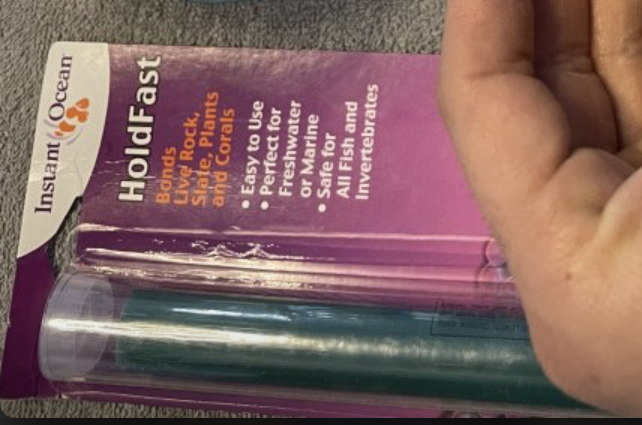 Instant Ocean
HoldFast
Bonds
Live Rock,
Slate, Plants
and Corals
• Easy to Use
• Perfect for
Freshwater
or Marine
• Safe for
All Fish and
Invertebrates